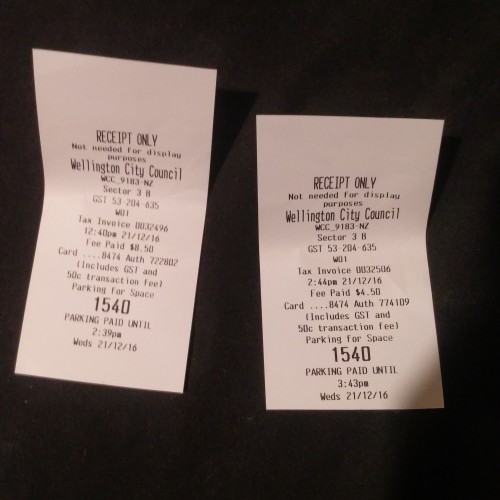 RECEIPT ONLY
Not needed for display
purposes
Wellington City Council
WCC_9183-NZ
Sector 3 B
GST 53-204-635
W01
Tax Invoice 0032496
12:40pm 21/12/16
Fee Paid $8.50
Card ....8474 Auth 722802
(Includes GST and
50c transaction fee)
Parking for Space
1540
PARKING PAID UNTIL
2:39pm
Weds 21/12/16
RECEIPT ONLY
Not needed for display
purposes
Wellington City Council
WCC_9183-NZ
Sector 3 B
GST 53-204-635
W01
Tax Invoice 0032506
2:44pm 21/12/16
Fee Paid $4.50
Card ....8474 Auth 774109
(Includes GST and
50c transaction fee)
Parking for Space
1540
PARKING PAID UNTIL
3:43pm
Weds 21/12/16